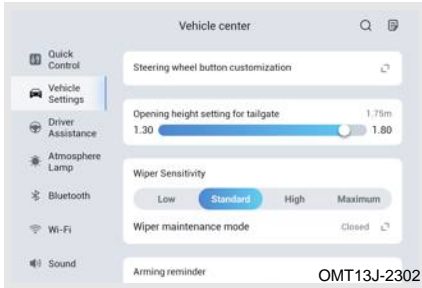 Vehicle center
Quick
Control
Vehicle
Settings
Driver
Assistance
Atmosphere
Lamp
Bluetooth
Wi-Fi
Sound
Steering wheel button customization
Opening height setting for tailgate 1.75m
1.30 1.80
Wiper Sensitivity
Low Standard High Maximum
Wiper maintenance mode Closed
Arming reminder
OMT13J-2302